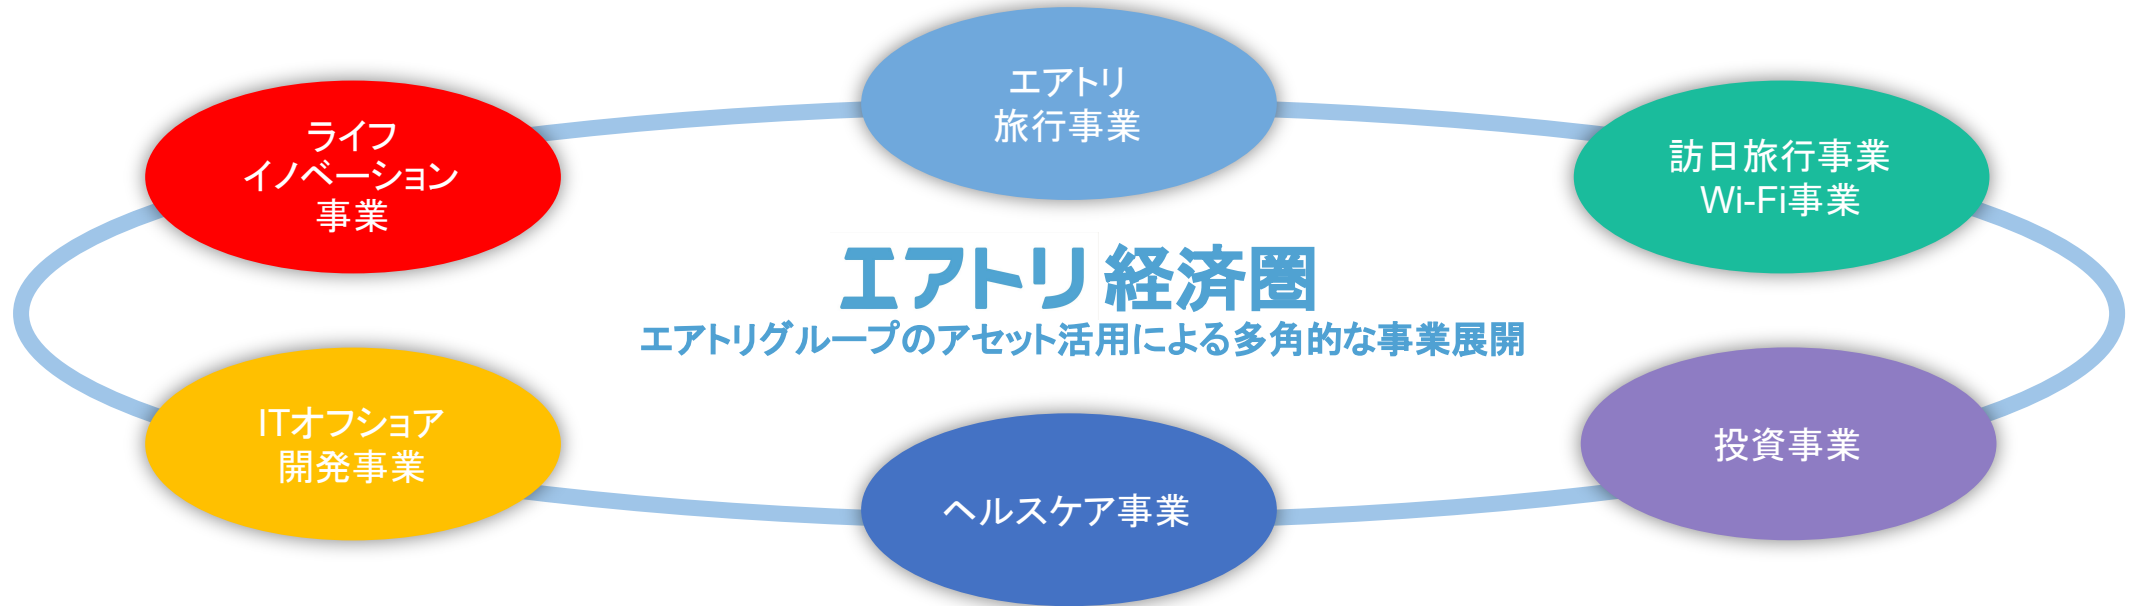 エアトリ
旅行事業
ライフ
イノベーション
事業
訪日旅行事業
Wi-Fi事業
エアトリ経済圏
エアトリグループのアセット活用による多角的な事業展開
ITオフショア
開発事業
投資事業
ヘルスケア事業